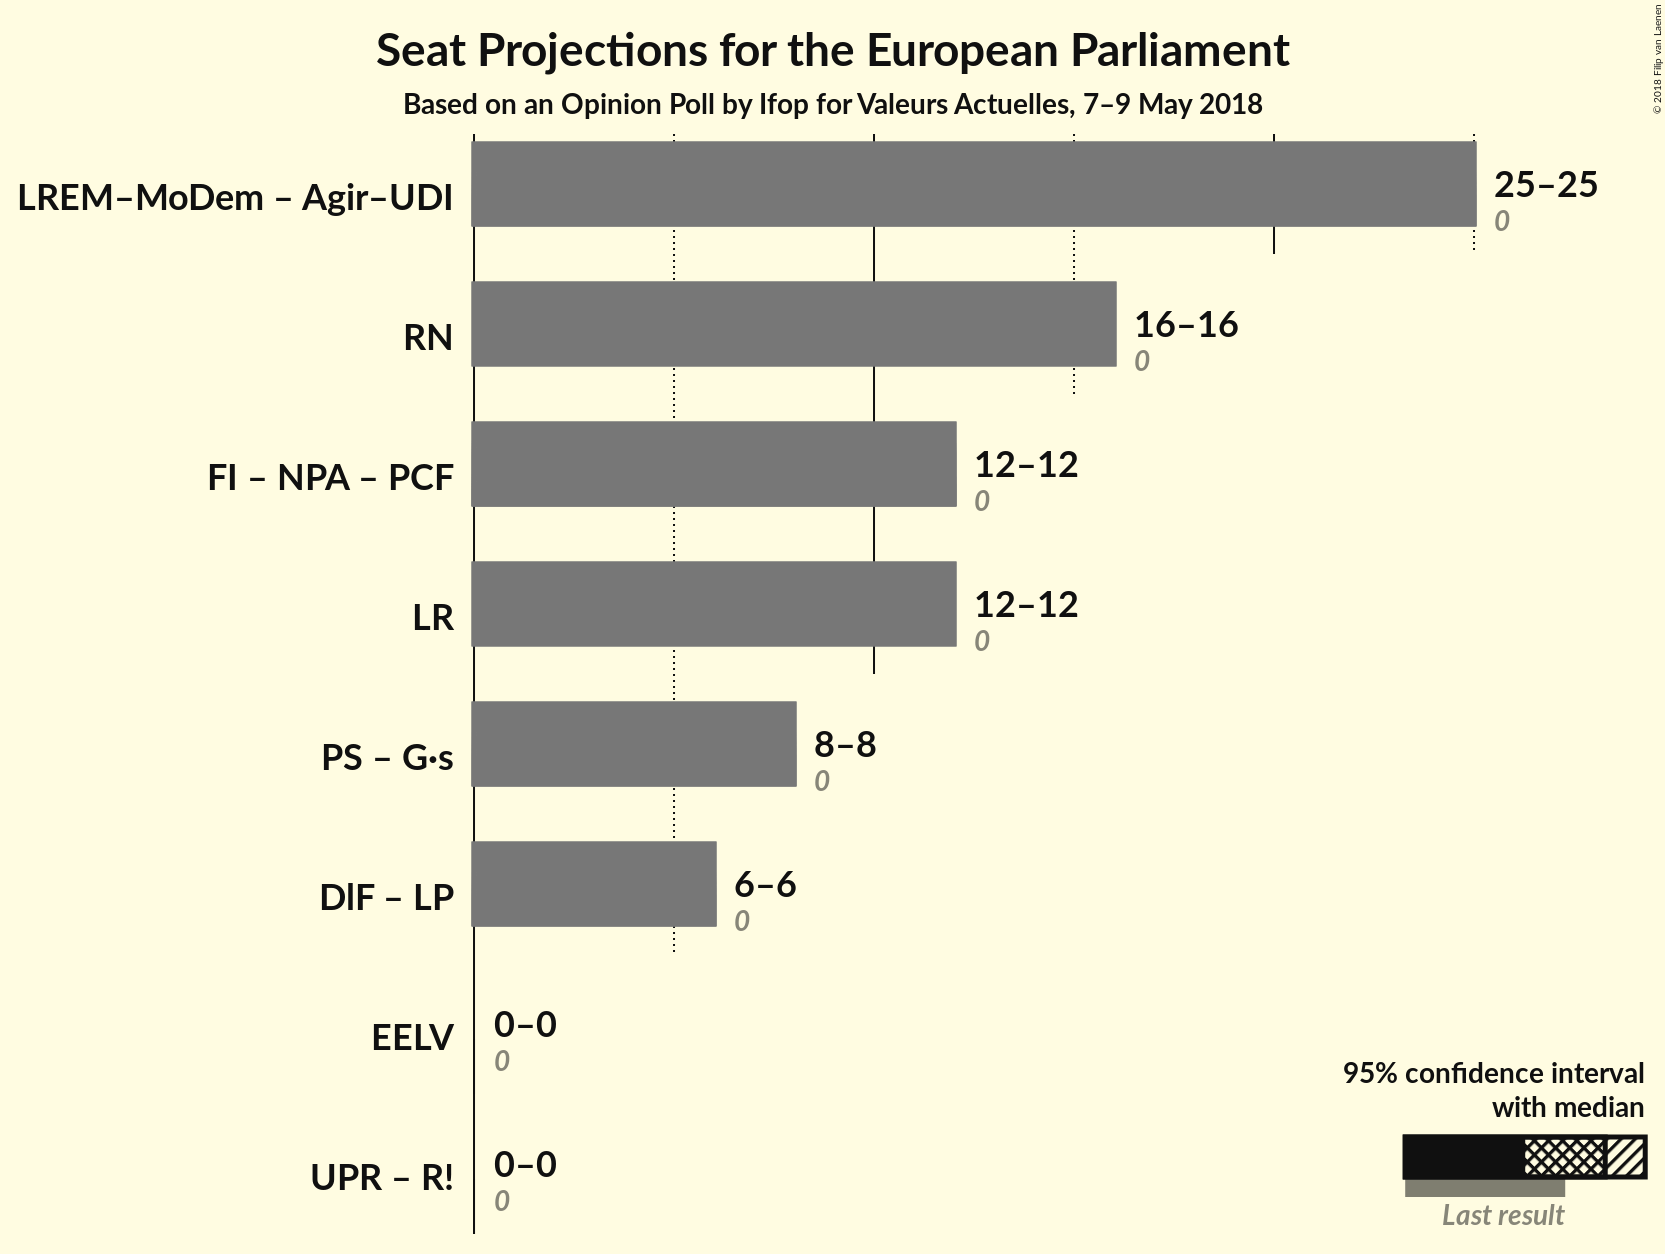 Seat Projections for the European Parliament
Based on an Opinion Poll by Ifop for Valeurs Actuelles, 7–9 May 2018
© 2018 Filip van Laenen
LREM–MoDem – Agir–UDI
25–25
0
RN
16–16
0
FI – NPA – PCF
12–12
0
LR
12–12
0
PS – G·s
8–8
0
DlF – LP
6–6
0
EELV
0–0
0
UPR – R!
0–0
0
95% confidence interval
with median
Last result